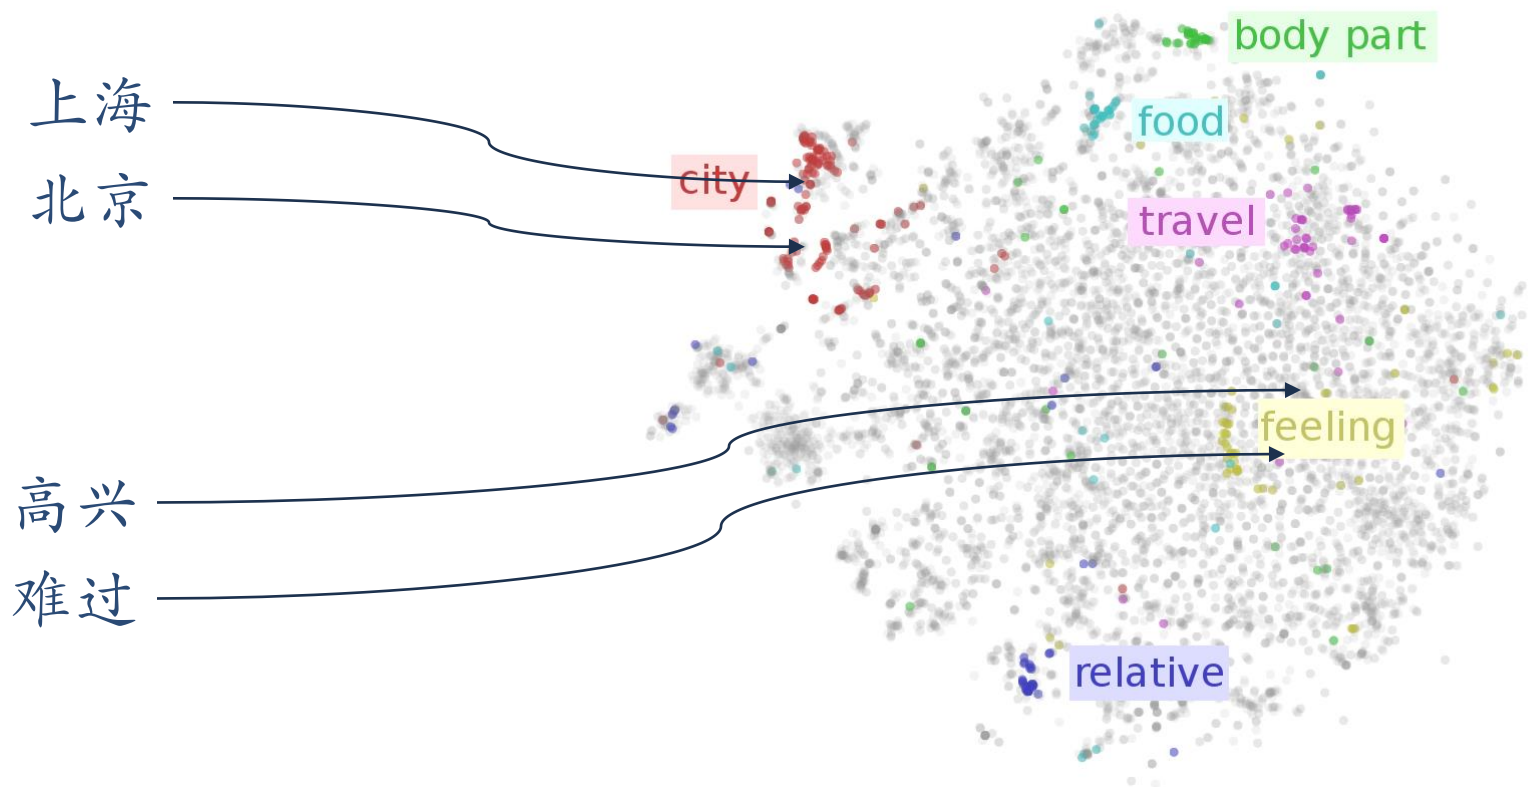 body part
上海
food
city
北京
travel
feeling
高兴
难过
relative